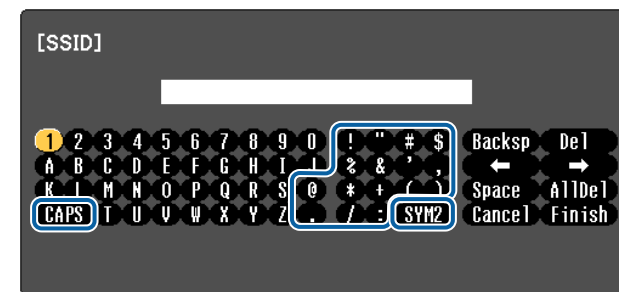 [SSID]
1 2 3 4 5 6 7 8 9 0 ! " # $ Backsp Del
A B C D E F G H I J % & ' , ← →
K L M N O P Q R S @ * + ( ) Space AllDel
CAPS T U V W X Y Z . / : SYM2 Cancel Finish